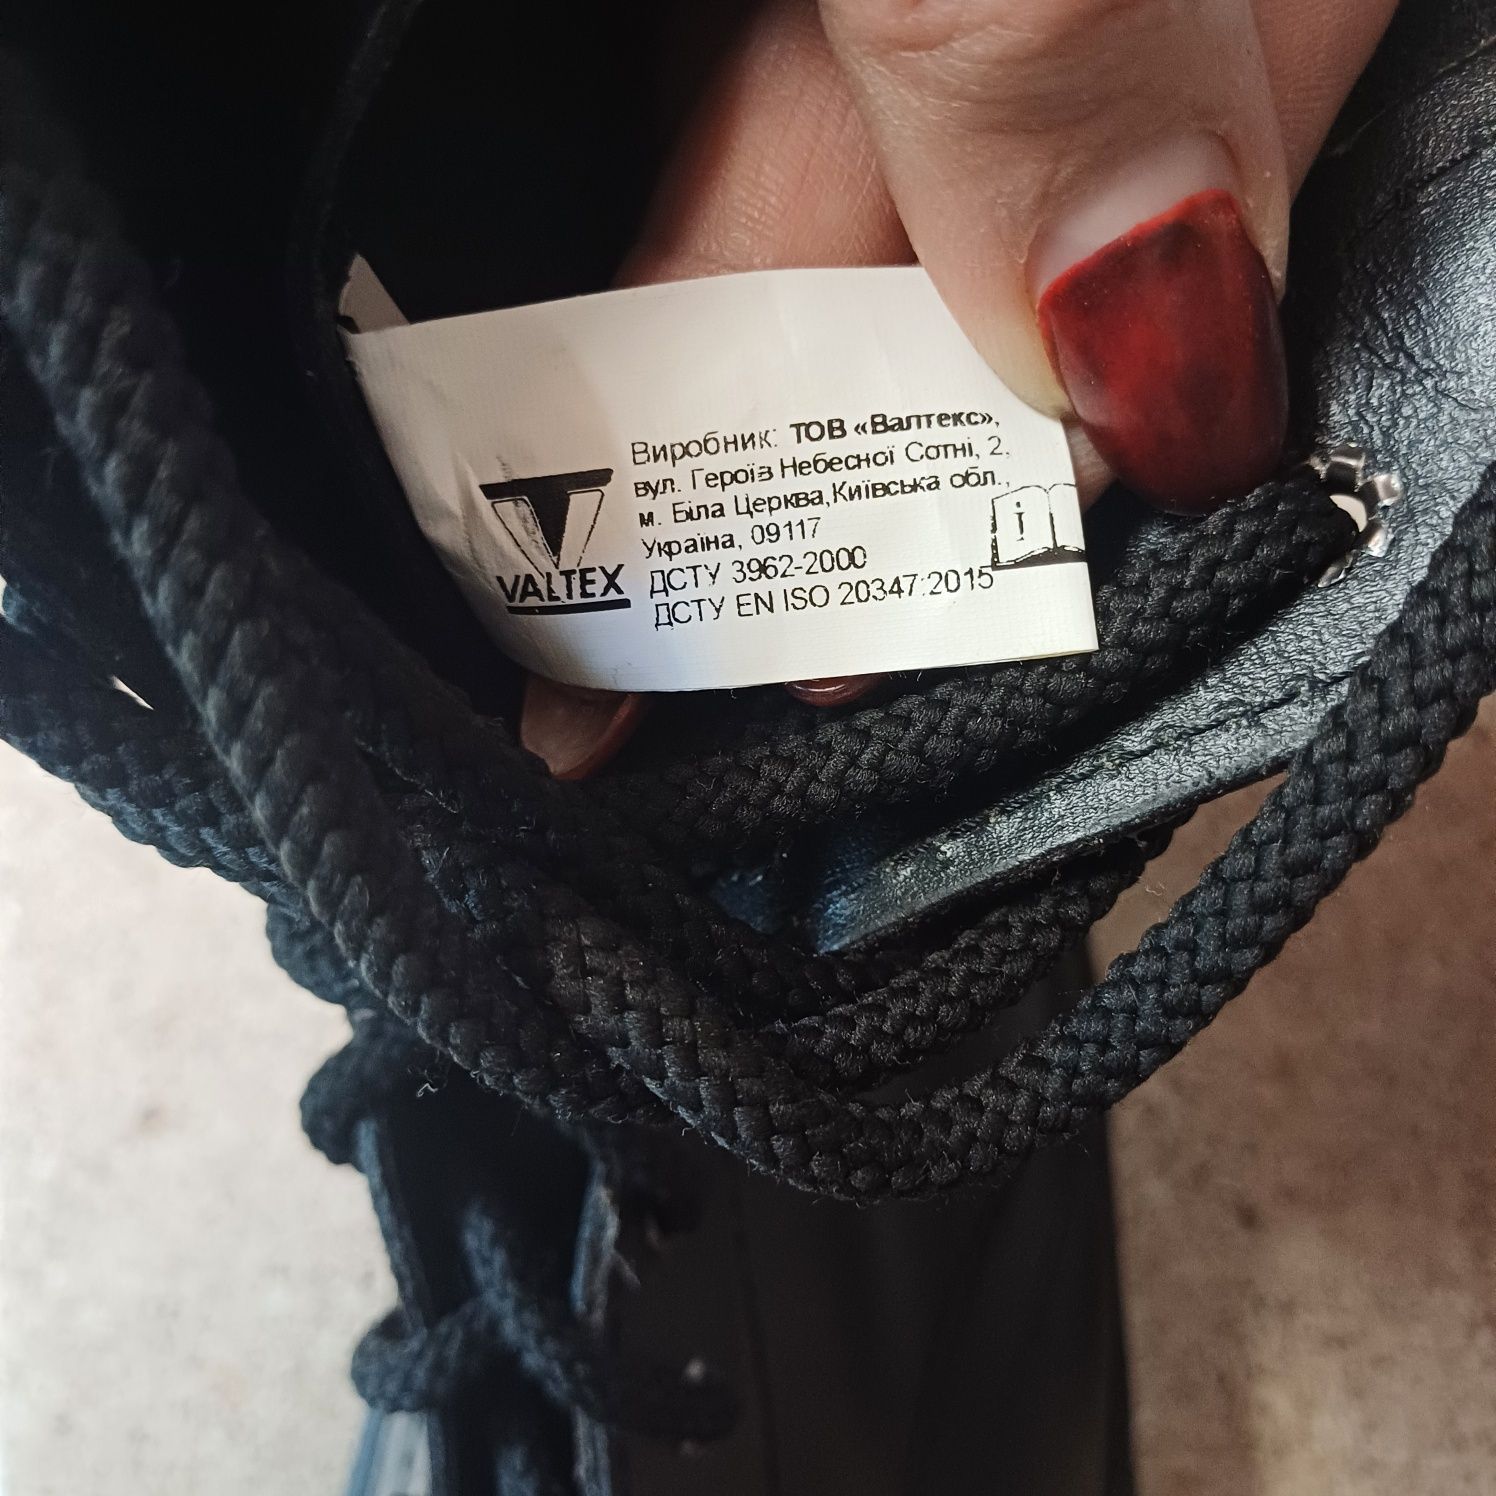 Виробник: ТОВ «Валтекс»,
вул. Героїв Небесної Сотні, 2,
м. Біла Церква, Київська обл.,
Україна, 09117
ДСТУ 3962-2000
ДСТУ EN ISO 20347:2015
VALTEX
i